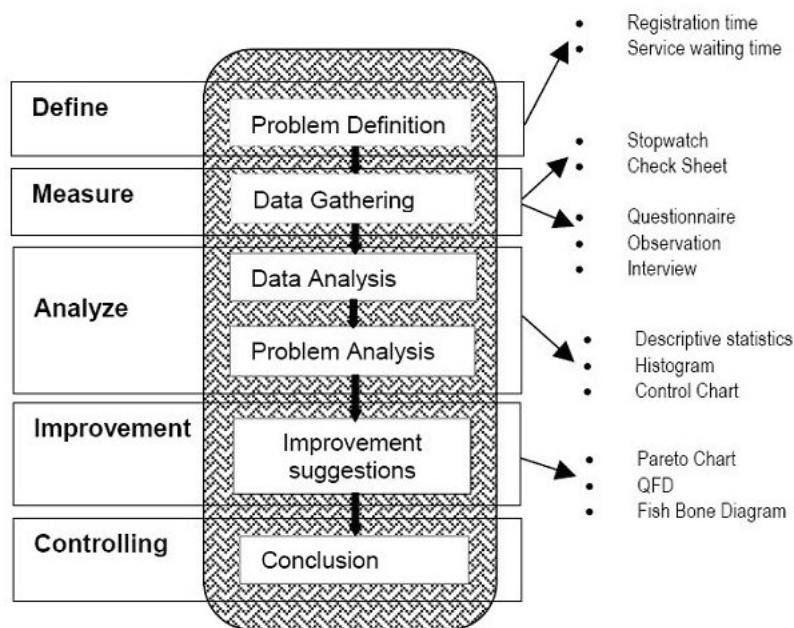 Define
Problem Definition
• Registration time
• Service waiting time
Measure
Data Gathering
• Stopwatch
• Check Sheet
• Questionnaire
• Observation
• Interview
Analyze
Data Analysis
Problem Analysis
• Descriptive statistics
• Histogram
• Control Chart
Improvement
Improvement
suggestions
• Pareto Chart
• QFD
• Fish Bone Diagram
Controlling
Conclusion